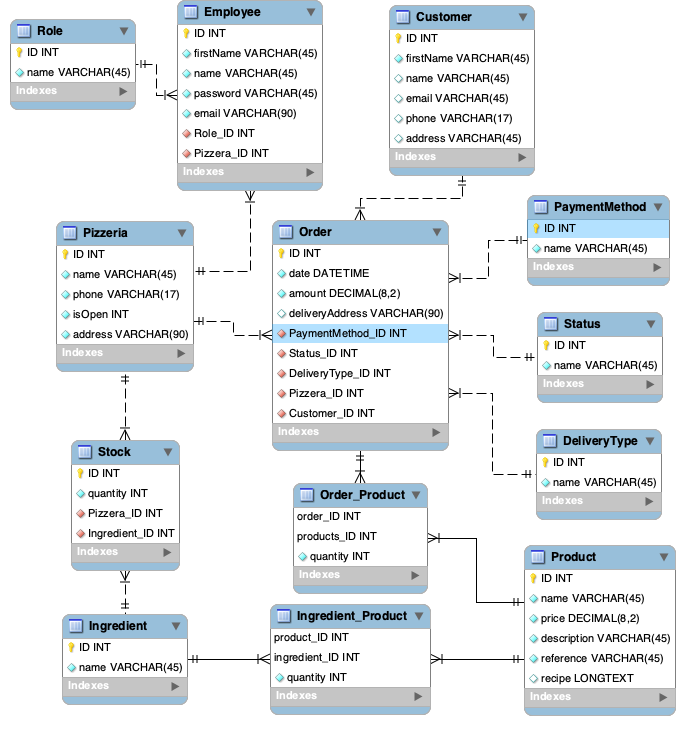 Role
ID INT
name VARCHAR(45)
Indexes
Employee
ID INT
firstName VARCHAR(45)
name VARCHAR(45)
password VARCHAR(45)
email VARCHAR(90)
Role_ID INT
Pizzera_ID INT
Indexes
Customer
ID INT
firstName VARCHAR(45)
name VARCHAR(45)
email VARCHAR(45)
phone VARCHAR(17)
address VARCHAR(45)
Indexes
Pizzeria
ID INT
name VARCHAR(45)
phone VARCHAR(17)
isOpen INT
address VARCHAR(90)
Indexes
Order
ID INT
date DATETIME
amount DECIMAL(8,2)
deliveryAddress VARCHAR(90)
PaymentMethod_ID INT
Status_ID INT
DeliveryType_ID INT
Pizzera_ID INT
Customer_ID INT
Indexes
PaymentMethod
ID INT
name VARCHAR(45)
Indexes
Status
ID INT
name VARCHAR(45)
Indexes
DeliveryType
ID INT
name VARCHAR(45)
Indexes
Stock
ID INT
quantity INT
Pizzera_ID INT
Ingredient_ID INT
Indexes
Order_Product
order_ID INT
products_ID INT
quantity INT
Indexes
Product
ID INT
name VARCHAR(45)
price DECIMAL(8,2)
description VARCHAR(45)
reference VARCHAR(45)
recipe LONGTEXT
Indexes
Ingredient
ID INT
name VARCHAR(45)
Indexes
Ingredient_Product
product_ID INT
ingredient_ID INT
quantity INT
Indexes